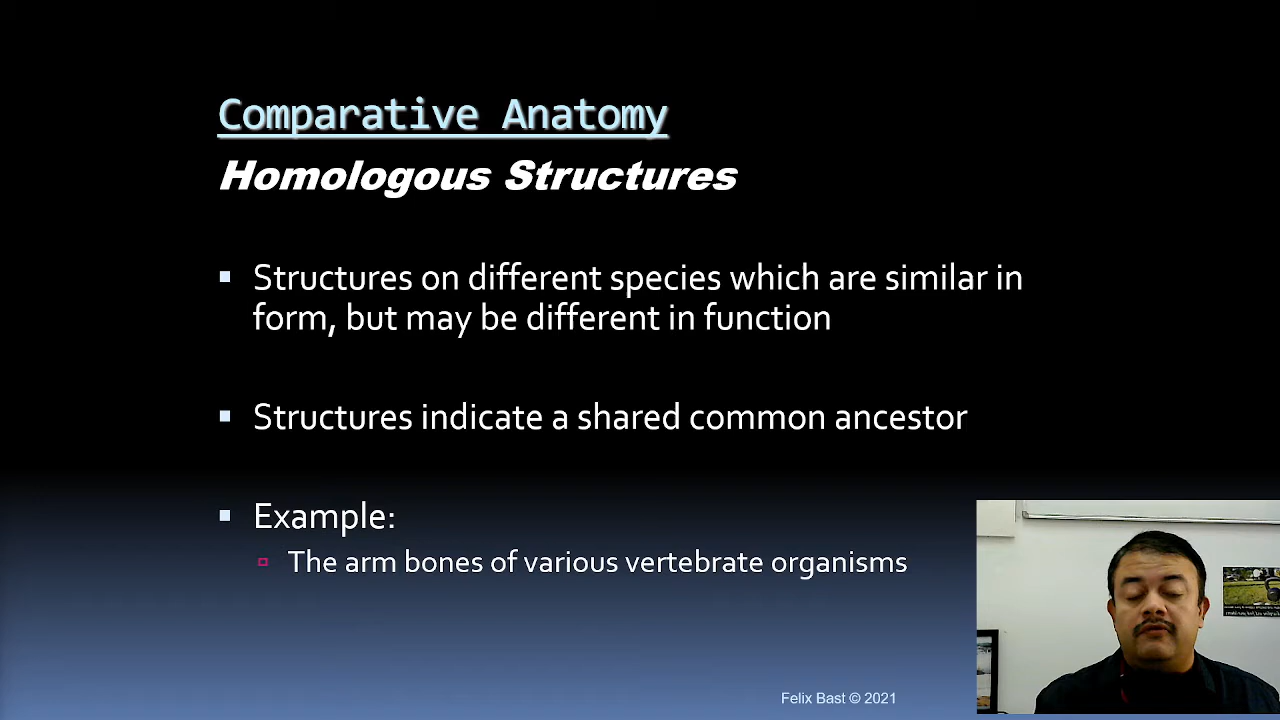 Comparative Anatomy
Homologous Structures
Structures on different species which are similar in
form, but may be different in function
Structures indicate a shared common ancestor
Example:
The arm bones of various vertebrate organisms
Felix Bast © 2021